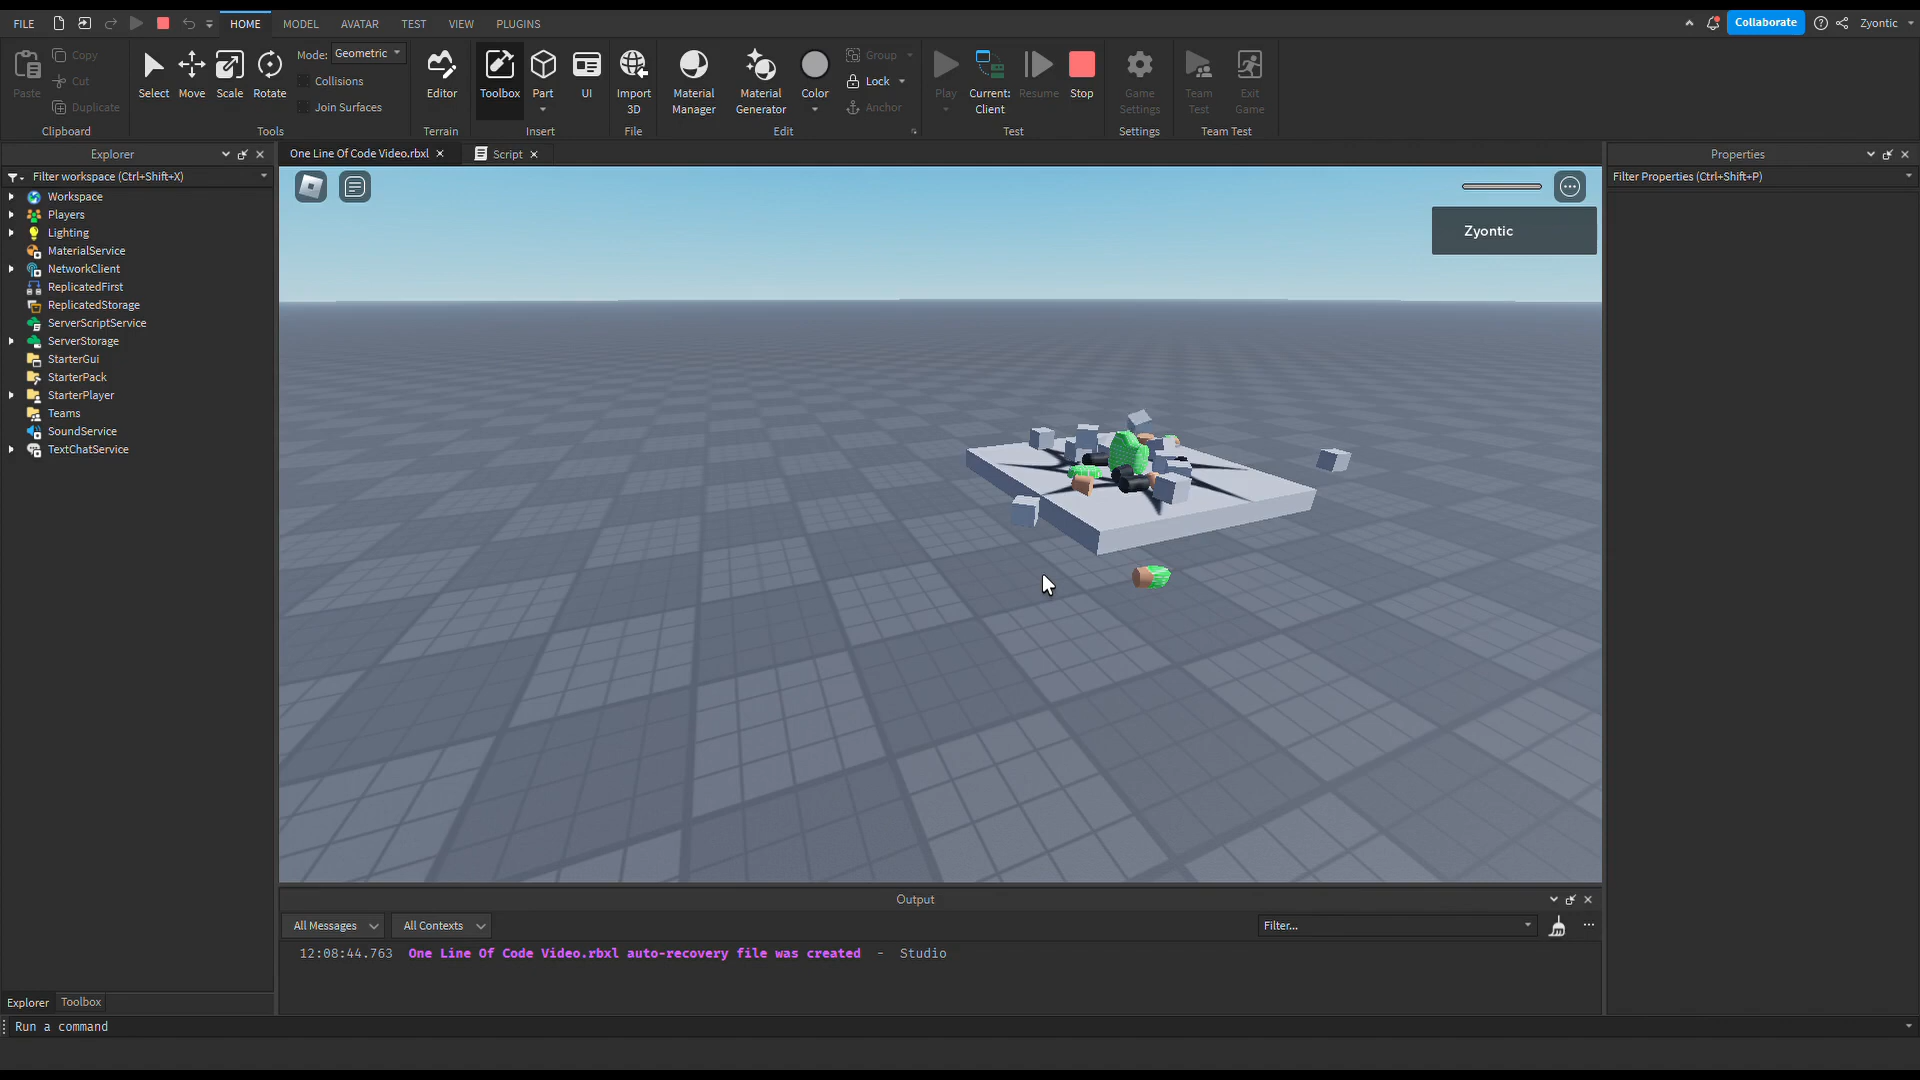 FILE HOME MODEL AVATAR TEST VIEW PLUGINS Collaborate Zyontic
Paste Copy Cut Duplicate
Clipboard
Select Move Scale Rotate
Mode: Geometric
Collisions
Join Surfaces
Tools
Editor
Terrain
Toolbox Part UI
Insert
Import 3D
File
Material Manager Material Generator Color
Group
Lock
Anchor
Edit
Play Current: Client Resume Stop
Test
Game Settings
Settings
Team Test Exit Game
Team Test
Explorer
Filter workspace (Ctrl+Shift+X)
Workspace
Players
Lighting
MaterialService
NetworkClient
ReplicatedFirst
ReplicatedStorage
ServerScriptService
ServerStorage
StarterGui
StarterPack
StarterPlayer
Teams
SoundService
TextChatService
Explorer Toolbox
One Line Of Code Video.rbxl Script
Zyontic
Properties
Filter Properties (Ctrl+Shift+P)
Output
All Messages All Contexts Filter...
12:08:44.763 One Line Of Code Video.rbxl auto-recovery file was created - Studio
Run a command